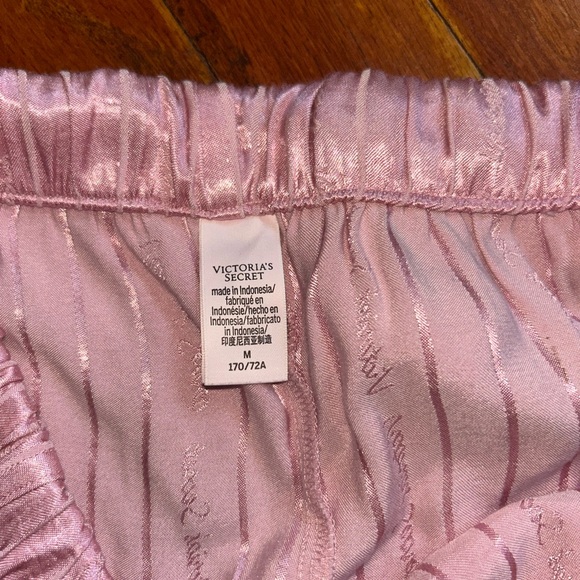 VICTORIA'S
SECRET
made in Indonesia/
fabriqué en
Indonésie/hecho en
Indonesia/fabbricato
in Indonesia/
印度尼西亚制造
M
170/72A